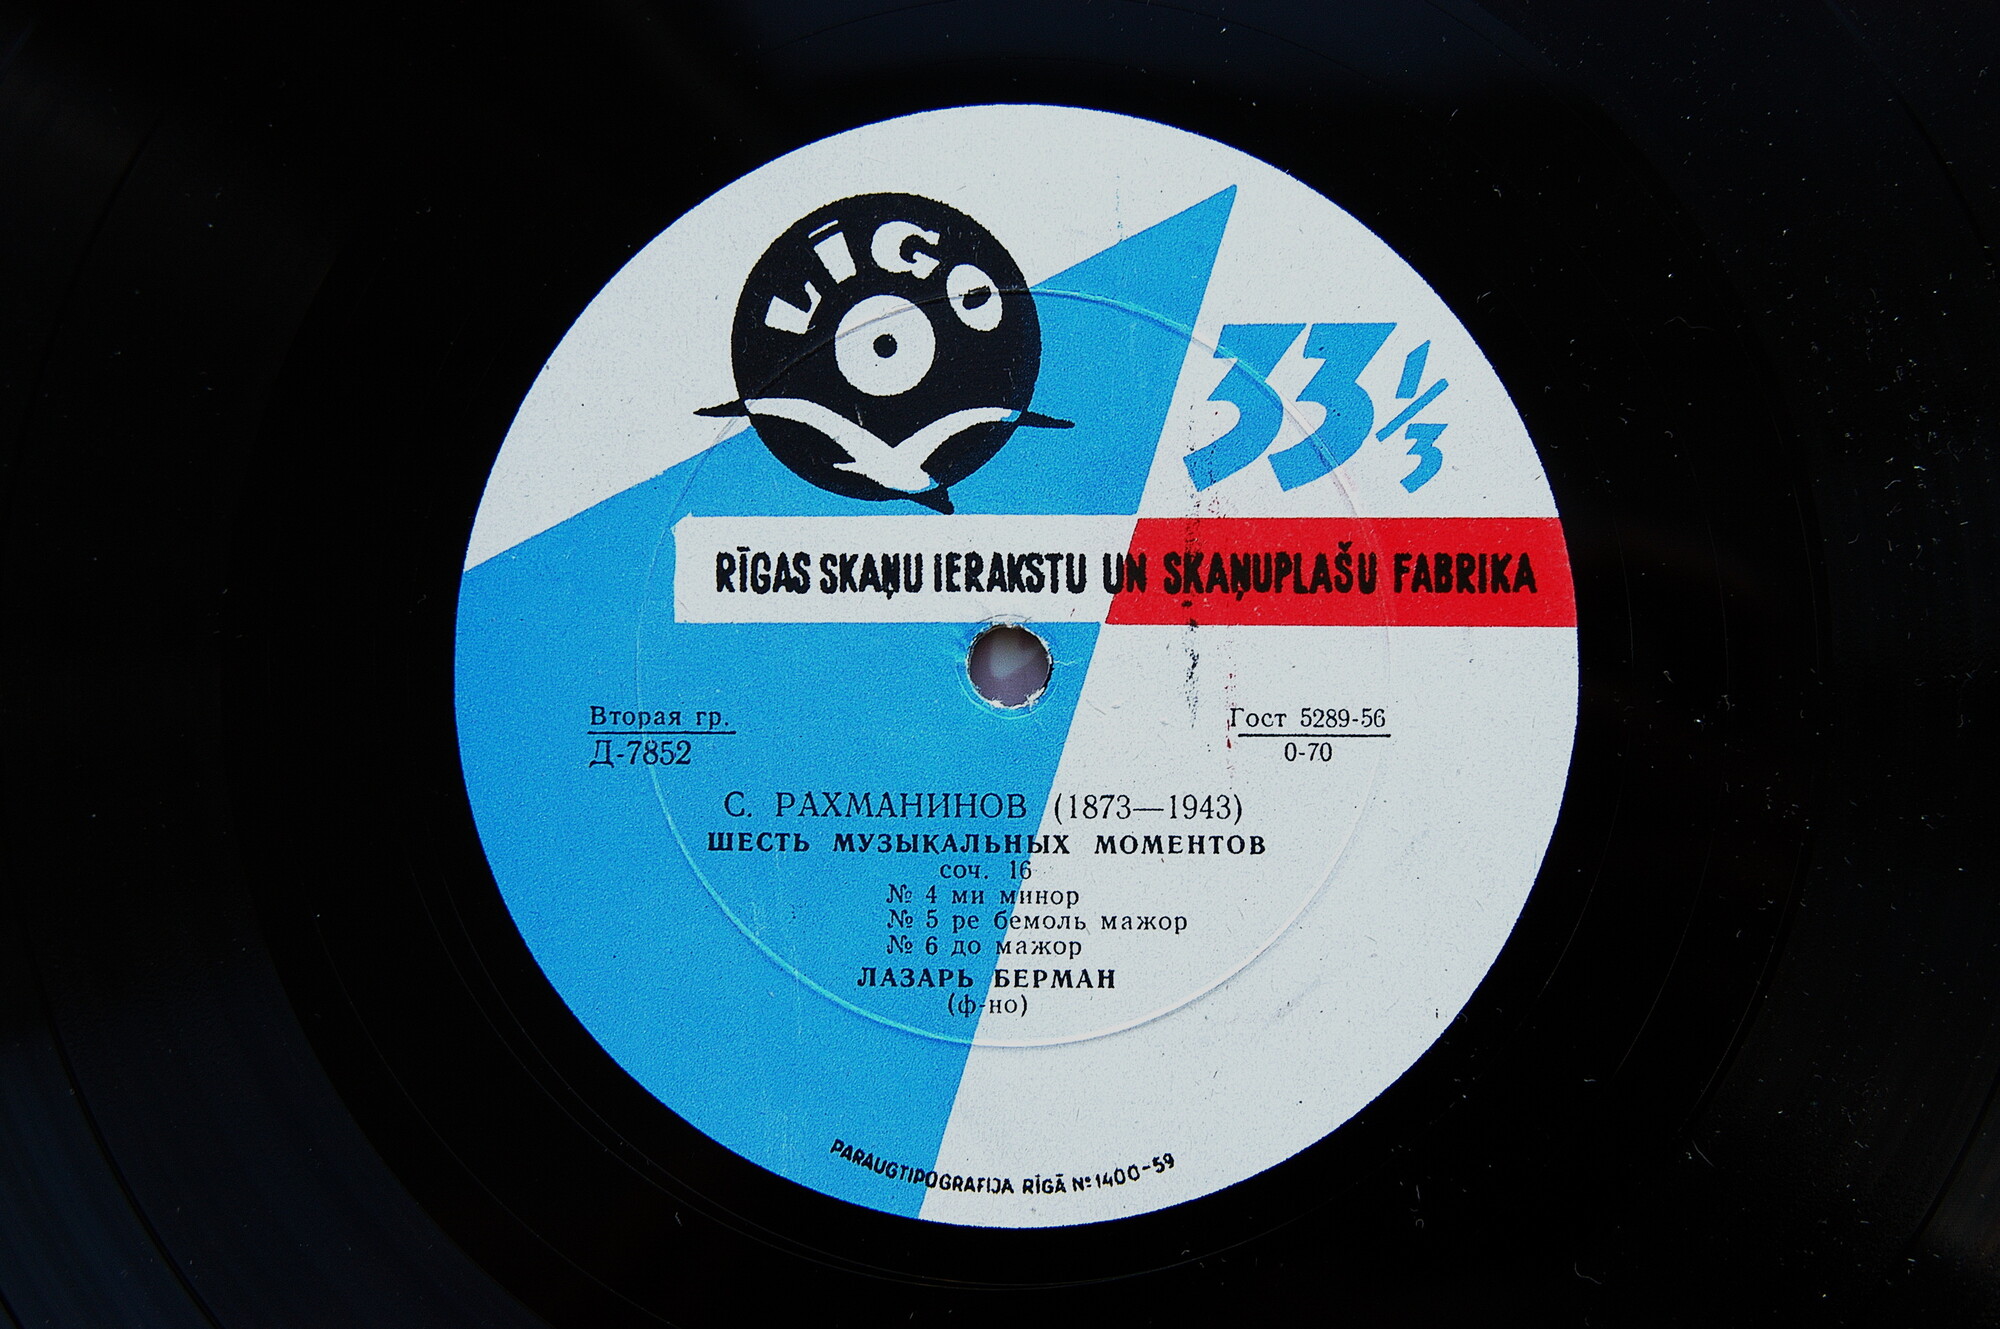 LĪGO
33 1/3
RĪGAS SKAŅU IERAKSTU UN SKAŅUPLAŠU FABRIKA
Вторая гр.
Д-7852
Гост 5289-56
0-70
С. РАХМАНИНОВ (1873—1943)
ШЕСТЬ МУЗЫКАЛЬНЫХ МОМЕНТОВ
соч. 16
№ 4 ми минор
№ 5 ре бемоль мажор
№ 6 до мажор
ЛАЗАРЬ БЕРМАН
(ф-но)
PARAUGTIPOGRAFIJA RĪGĀ № 1400-59